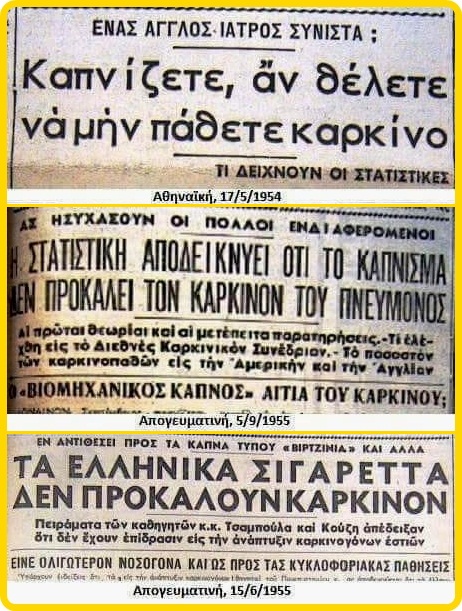 ΕΝΑΣ ΑΓΓΛΟΣ ΙΑΤΡΟΣ ΣΥΝΙΣΤΑ ;
Καπνίζετε, ἄν θέλετε
νὰ μὴν πάθετε καρκίνο
ΤΙ ΔΕΙΧΝΟΥΝ ΟΙ ΣΤΑΤΙΣΤΙΚΕΣ
Αθηναϊκή, 17/5/1954
ΑΣ ΗΣΥΧΑΣΟΥΝ ΟΙ ΠΟΛΛΟΙ ΕΝΔΙΑΦΕΡΟΜΕΝΟΙ
Η ΣΤΑΤΙΣΤΙΚΗ ΑΠΟΔΕΙΚΝΥΕΙ ΟΤΙ ΤΟ ΚΑΠΝΙΣΜΑ
ΔΕΝ ΠΡΟΚΑΛΕΙ ΤΟΝ ΚΑΡΚΙΝΟΝ ΤΟΥ ΠΝΕΥΜΟΝΟΣ
Αἱ πρῶται θεωρίαι καὶ αἱ μετέπειτα παρατηρήσεις.-Τί ἐλέ-
χθη εἰς τὸ Διεθνὲς Καρκινικὸν Συνέδριον.- Τὸ ποσοστὸν
τῶν καρκινοπαθῶν εἰς τὴν Ἀμερικὴν καὶ τὴν Ἀγγλίαν
Ο «ΒΙΟΜΗΧΑΝΙΚΟΣ ΚΑΠΝΟΣ» ΑΙΤΙΑ ΤΟΥ ΚΑΡΚΙΝΟΥ;
Απογευματινή, 5/9/1955
ΕΝ ΑΝΤΙΘΕΣΕΙ ΠΡΟΣ ΤΑ ΚΑΠΝΑ ΤΥΠΟΥ «ΒΙΡΤΖΙΝΙΑ» ΚΑΙ ΑΛΛΑ
ΤΑ ΕΛΛΗΝΙΚΑ ΣΙΓΑΡΕΤΤΑ
ΔΕΝ ΠΡΟΚΑΛΟΥΝ ΚΑΡΚΙΝΟΝ
Πειράματα τῶν καθηγητῶν κ.κ. Τσαμπούλα καὶ Κούζη ἀπέδειξαν
ὅτι δὲν ἔχουν ἐπίδρασιν εἰς τὴν ἀνάπτυξιν καρκινογόνων ἑστιῶν
ΕΙΝΕ ΟΛΙΓΩΤΕΡΟΝ ΝΟΣΟΓΟΝΑ ΚΑΙ ΩΣ ΠΡΟΣ ΤΑΣ ΚΥΚΛΟΦΟΡΙΑΚΑΣ ΠΑΘΗΣΕΙΣ
Απογευματινή, 15/6/1955